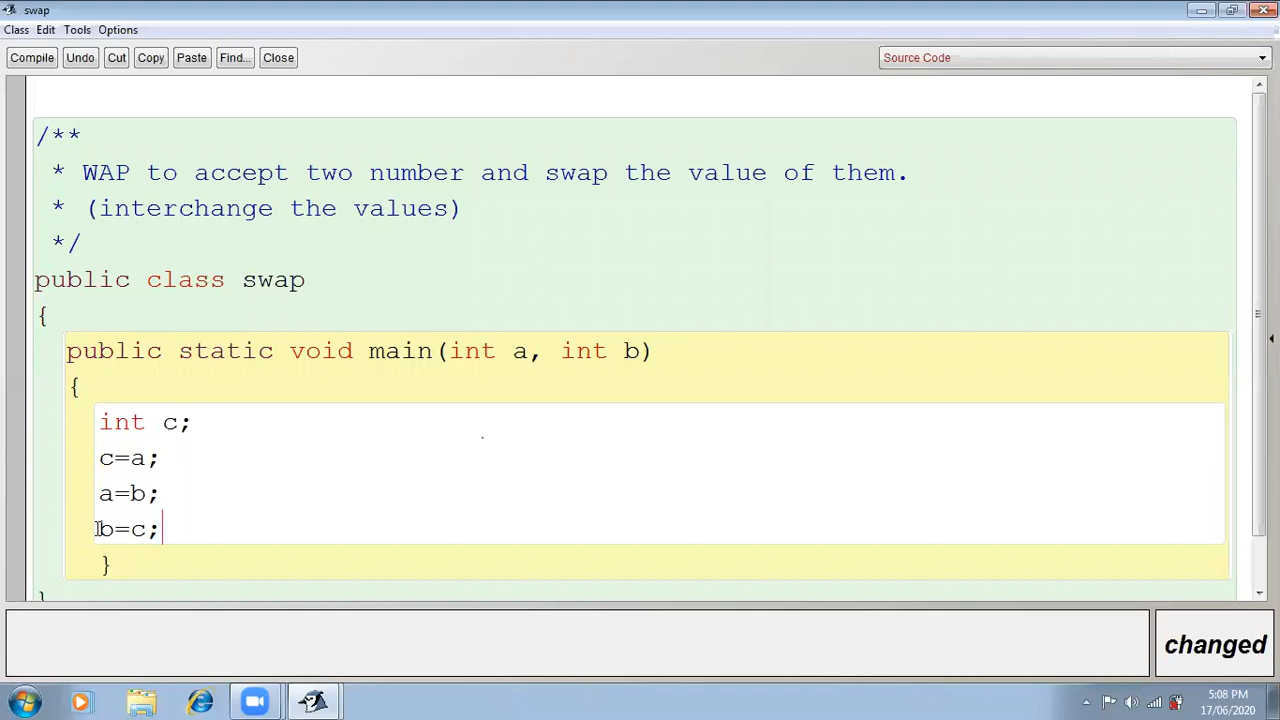 swap
Class Edit Tools Options
Compile Undo Cut Copy Paste Find... Close Source Code
/**
* WAP to accept two number and swap the value of them.
* (interchange the values)
*/
public class swap
{
public static void main(int a, int b)
{
int c;
c=a;
a=b;
b=c;
}
}
changed
5:08 PM
17/06/2020